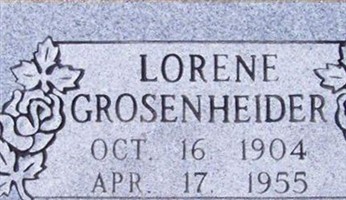 LORENE
GROSENHEIDER
OCT. 16 1904
APR. 17. 1955